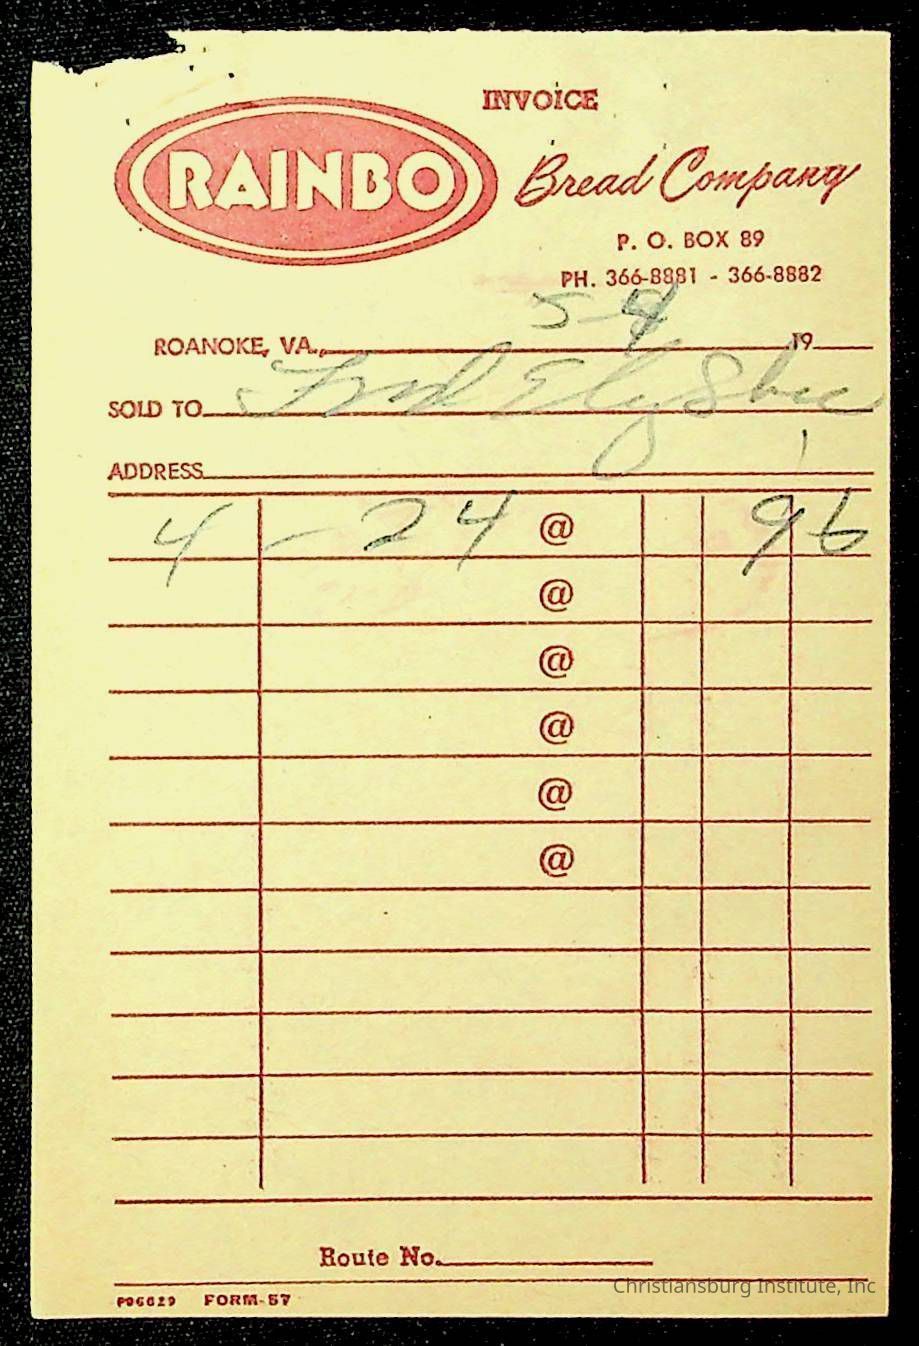 INVOICE
RAINBO Bread Company
P. O. BOX 89
PH. 366-8881 - 366-8882
5-4
ROANOKE, VA., 19
SOLD TO
ADDRESS
4 - 24 @ 96
@
@
@
@
@
Route No.
Christiansburg Institute, Inc
P96629 FORM-57